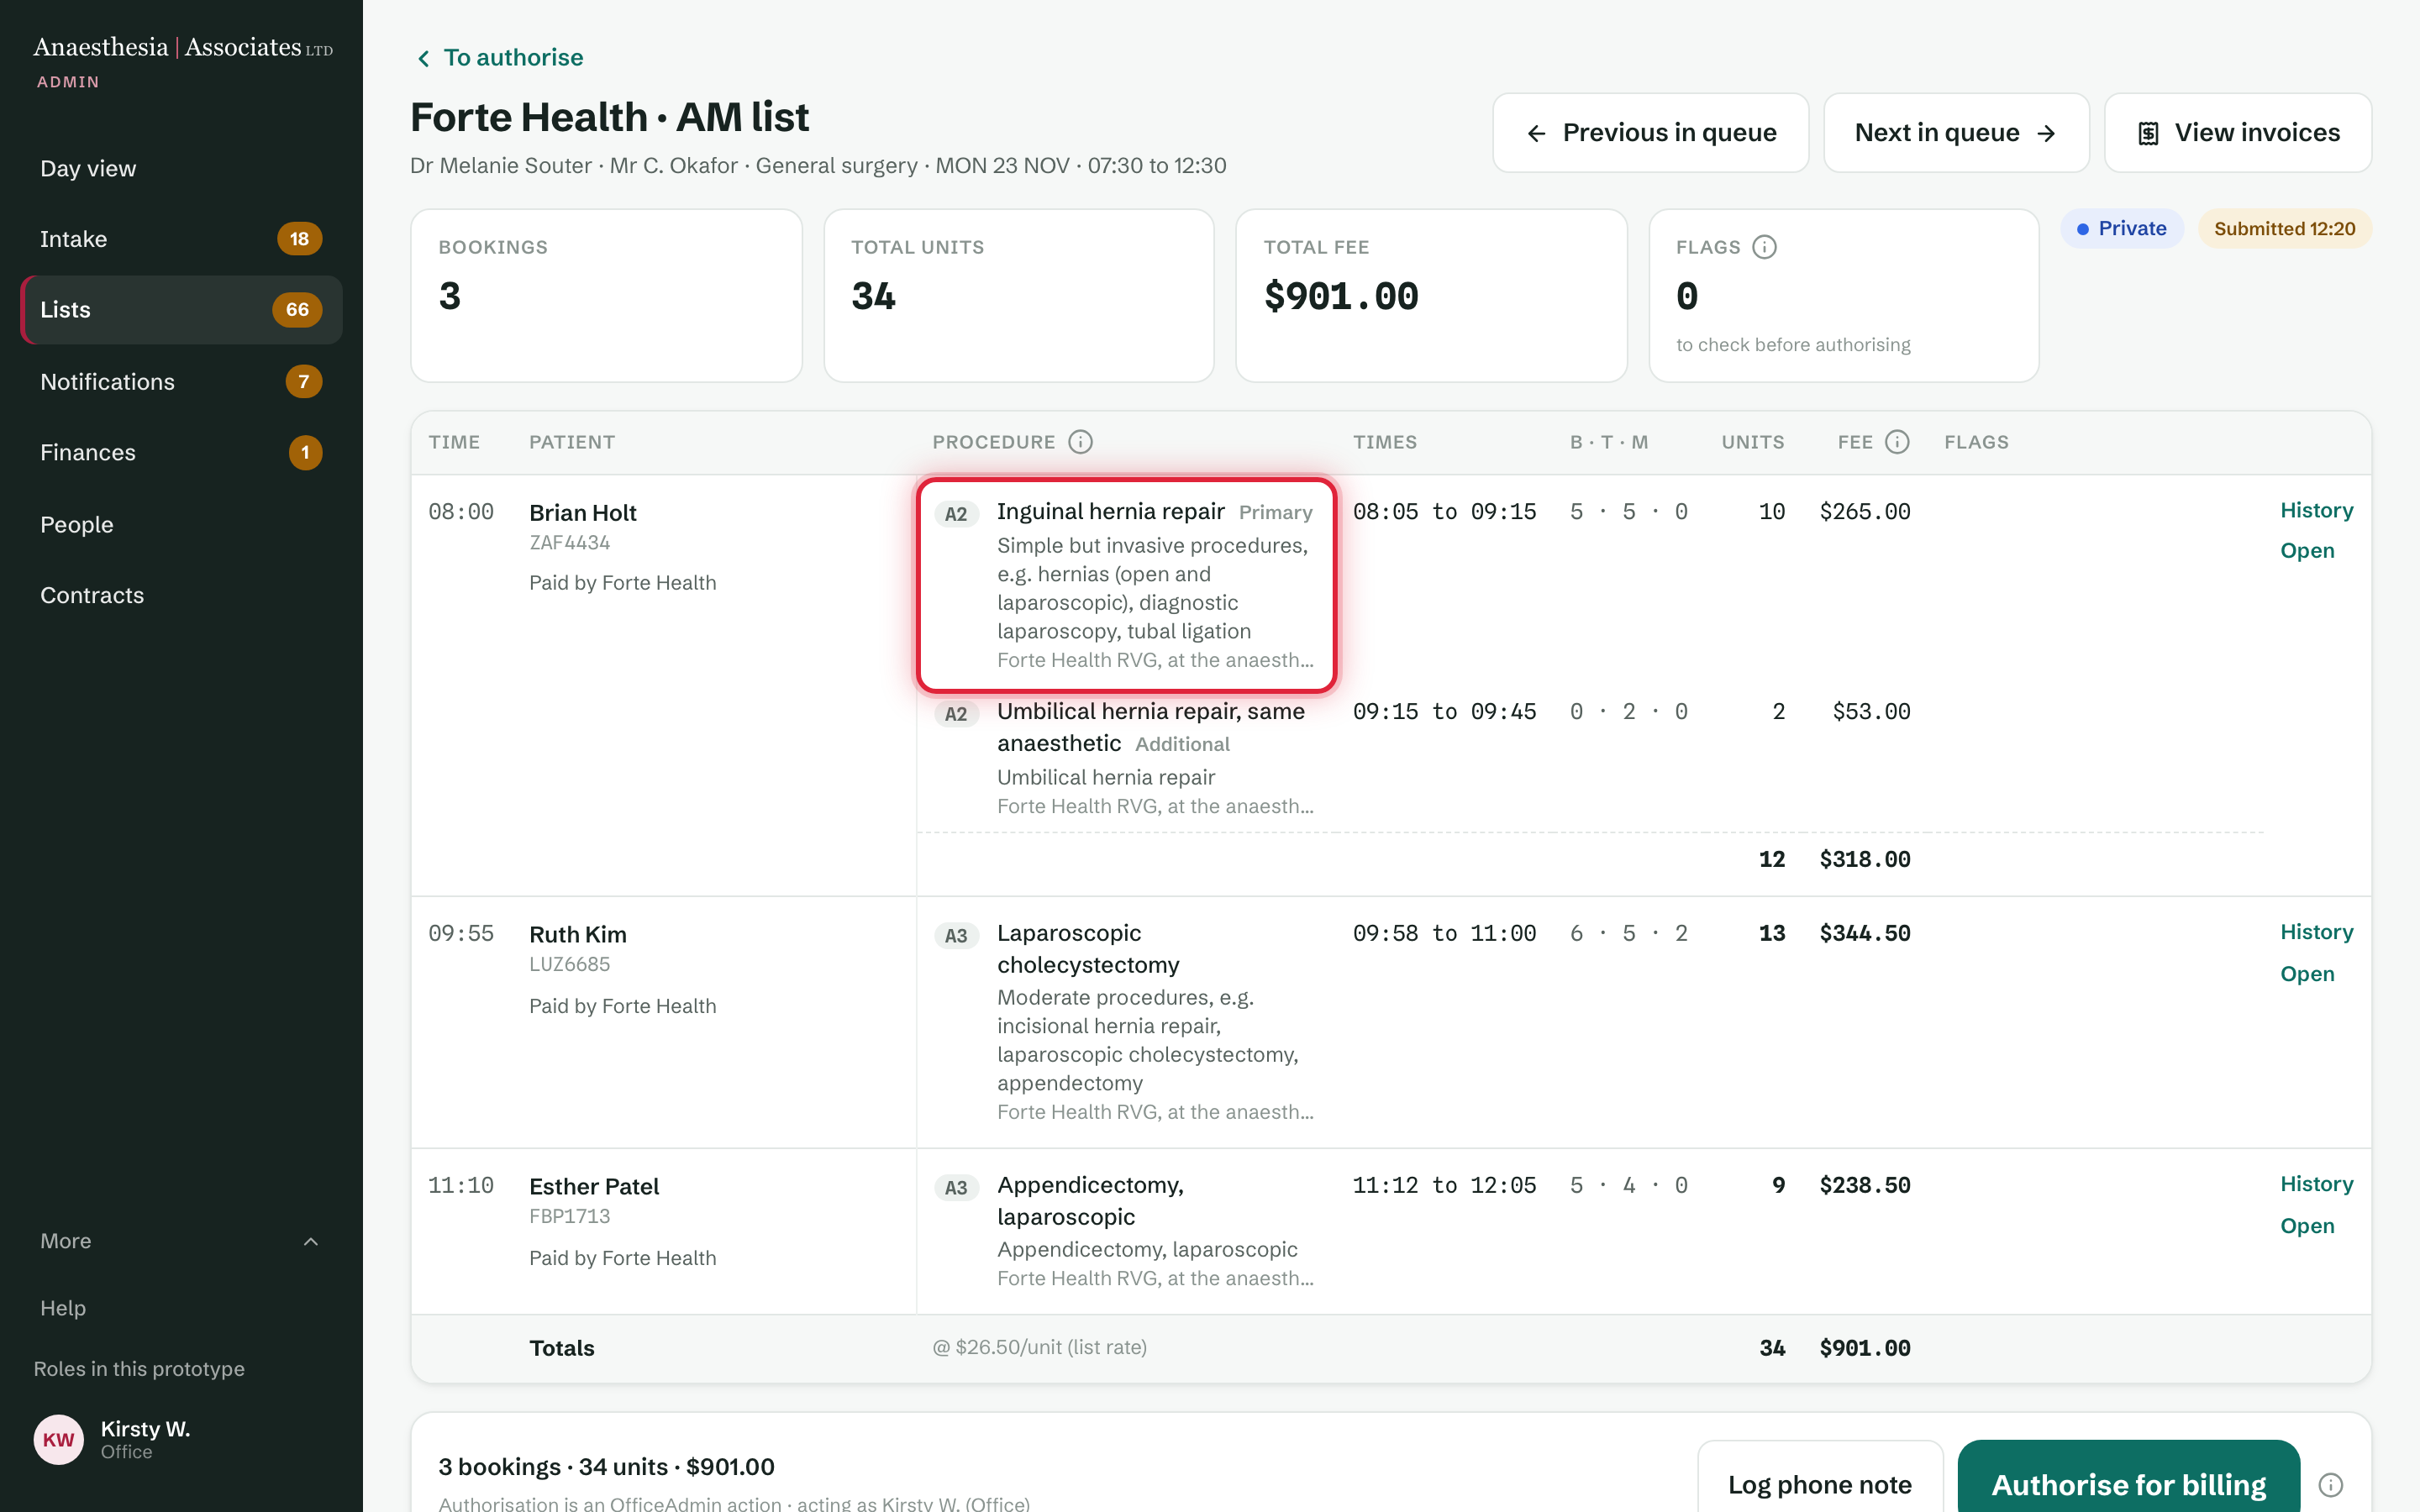 Anaesthesia | Associates LTD
ADMIN
Day view
Intake 18
Lists 66
Notifications 7
Finances 1
People
Contracts
More
Help
Roles in this prototype
KW
Kirsty W.
Office
To authorise
Forte Health · AM list
Dr Melanie Souter · Mr C. Okafor · General surgery · MON 23 NOV · 07:30 to 12:30
← Previous in queue
Next in queue →
View invoices
BOOKINGS
3
TOTAL UNITS
34
TOTAL FEE
$901.00
FLAGS
0
to check before authorising
Private
Submitted 12:20
TIME PATIENT PROCEDURE TIMES B · T · M UNITS FEE FLAGS
08:00
Brian Holt
ZAF4434
Paid by Forte Health
A2 Inguinal hernia repair Primary
Simple but invasive procedures,
e.g. hernias (open and
laparoscopic), diagnostic
laparoscopy, tubal ligation
Forte Health RVG, at the anaesth...
08:05 to 09:15 5 · 5 · 0 10 $265.00
History
Open
A2 Umbilical hernia repair, same
anaesthetic Additional
Umbilical hernia repair
Forte Health RVG, at the anaesth...
09:15 to 09:45 0 · 2 · 0 2 $53.00
12 $318.00
09:55
Ruth Kim
LUZ6685
Paid by Forte Health
A3 Laparoscopic
cholecystectomy
Moderate procedures, e.g.
incisional hernia repair,
laparoscopic cholecystectomy,
appendectomy
Forte Health RVG, at the anaesth...
09:58 to 11:00 6 · 5 · 2 13 $344.50
History
Open
11:10
Esther Patel
FBP1713
Paid by Forte Health
A3 Appendicectomy,
laparoscopic
Appendicectomy, laparoscopic
Forte Health RVG, at the anaesth...
11:12 to 12:05 5 · 4 · 0 9 $238.50
History
Open
Totals @ $26.50/unit (list rate) 34 $901.00
3 bookings · 34 units · $901.00
Authorisation is an OfficeAdmin action · acting as Kirsty W. (Office)
Log phone note
Authorise for billing